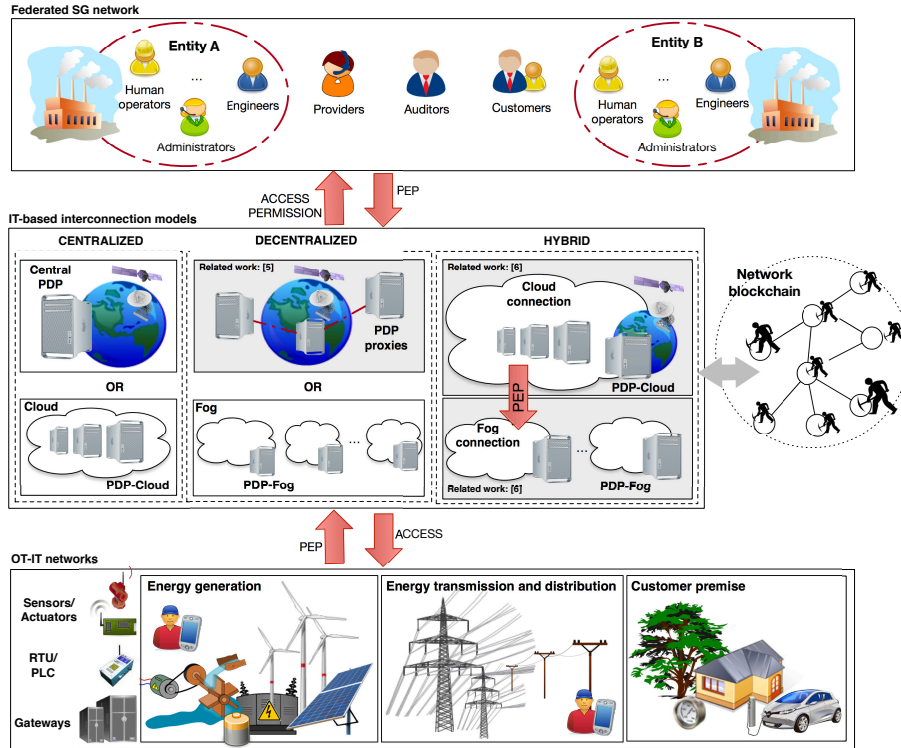 Federated SG network
Entity A
Human
operators
...
Engineers
Administrators
Providers
Auditors
Customers
Entity B
Human
operators
...
Engineers
Administrators
ACCESS
PERMISSION
PEP
IT-based interconnection models
CENTRALIZED
DECENTRALIZED
HYBRID
Central
PDP
OR
Cloud
PDP-Cloud
Related work: [5]
PDP
proxies
OR
Fog
...
PDP-Fog
Related work: [6]
Cloud
connection
PDP-Cloud
PEP
Fog
connection
...
PDP-Fog
Related work: [6]
Network
blockchain
PEP
ACCESS
OT-IT networks
Sensors/
Actuators
RTU/
PLC
Gateways
Energy generation
Energy transmission and distribution
Customer premise